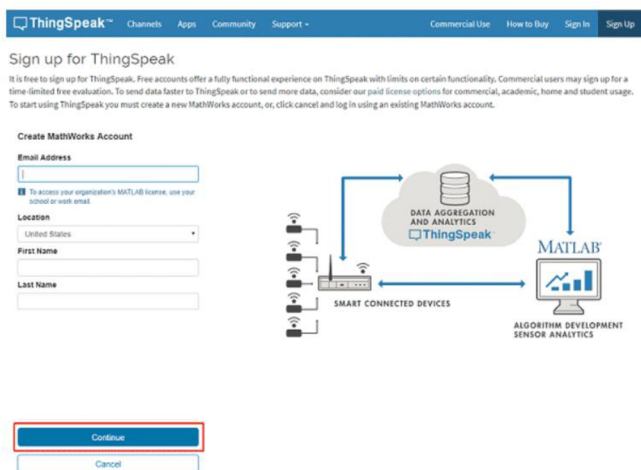 ThingSpeak™ Channels Apps Community Support Commercial Use How to Buy Sign In Sign Up
Sign up for ThingSpeak
It is free to sign up for ThingSpeak. Free accounts offer a fully functional experience on ThingSpeak with limits on certain functionality. Commercial users may sign up for a
time-limited free evaluation. To send data faster to ThingSpeak or to send more data, consider our paid license options for commercial, academic, home and student usage.
To start using ThingSpeak you must create a new MathWorks account, or, click cancel and log in using an existing MathWorks account.
Create MathWorks Account
Email Address
To access your organization's MATLAB license, use your
school or work email.
Location
United States
First Name
Last Name
DATA AGGREGATION
AND ANALYTICS
ThingSpeak
SMART CONNECTED DEVICES
MATLAB®
ALGORITHM DEVELOPMENT
SENSOR ANALYTICS
Continue
Cancel